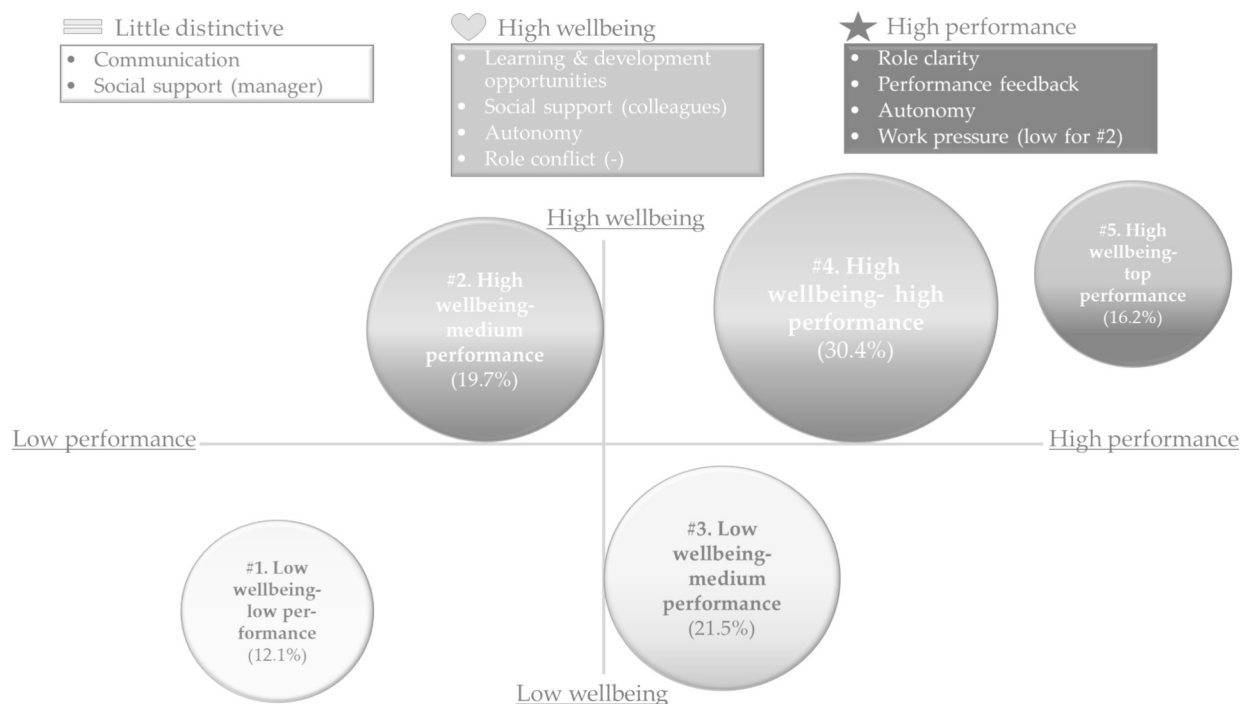 Little distinctive
• Communication
• Social support (manager)
High wellbeing
• Learning & development
opportunities
• Social support (colleagues)
• Autonomy
• Role conflict (-)
High performance
• Role clarity
• Performance feedback
• Autonomy
• Work pressure (low for #2)
High wellbeing
#2. High
wellbeing-
medium
performance
(19.7%)
#4. High
wellbeing- high
performance
(30.4%)
#5. High
wellbeing-
top
performance
(16.2%)
Low performance
High performance
#1. Low
wellbeing-
low per-
formance
(12.1%)
#3. Low
wellbeing-
medium
performance
(21.5%)
Low wellbeing